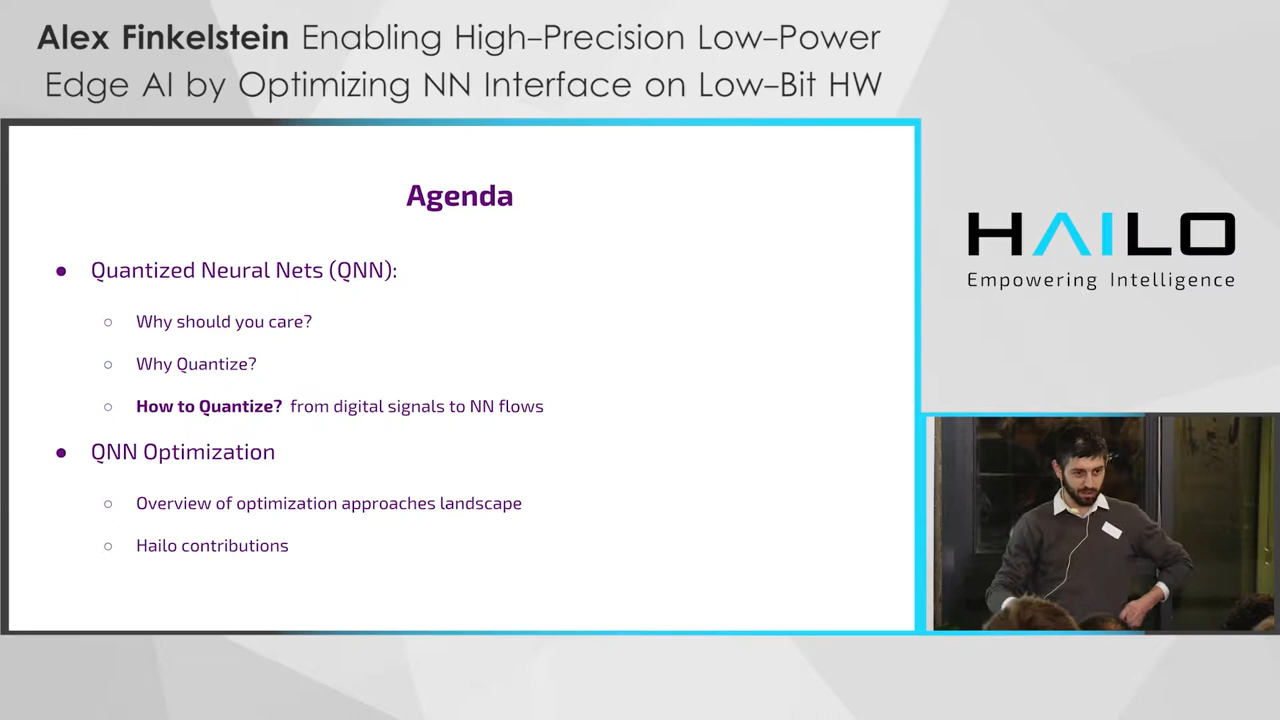 Alex Finkelstein Enabling High-Precision Low-Power
Edge AI by Optimizing NN Interface on Low-Bit HW
Agenda
● Quantized Neural Nets (QNN):
○ Why should you care?
○ Why Quantize?
○ How to Quantize? from digital signals to NN flows
● QNN Optimization
○ Overview of optimization approaches landscape
○ Hailo contributions
HAILO
Empowering Intelligence